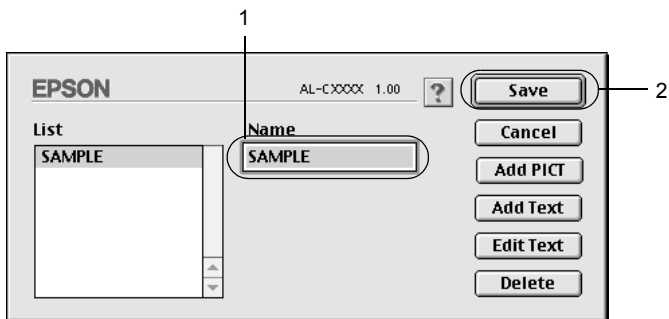 1
EPSON
AL-CXXXX 1.00
?
Save
2
List
Name
Cancel
SAMPLE
SAMPLE
Add PICT
Add Text
Edit Text
Delete